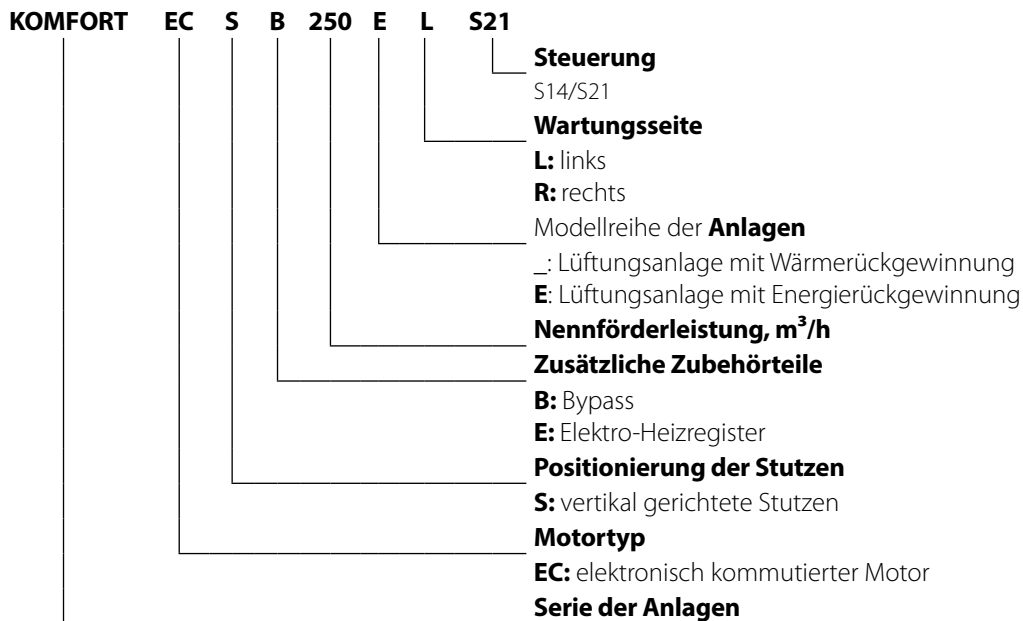 KOMFORT EC S B 250 E L S21
Steuerung
S14/S21
Wartungsseite
L: links
R: rechts
Modellreihe der Anlagen
_: Lüftungsanlage mit Wärmerückgewinnung
E: Lüftungsanlage mit Energierückgewinnung
Nennförderleistung, m³/h
Zusätzliche Zubehörteile
B: Bypass
E: Elektro-Heizregister
Positionierung der Stutzen
S: vertikal gerichtete Stutzen
Motortyp
EC: elektronisch kommutierter Motor
Serie der Anlagen